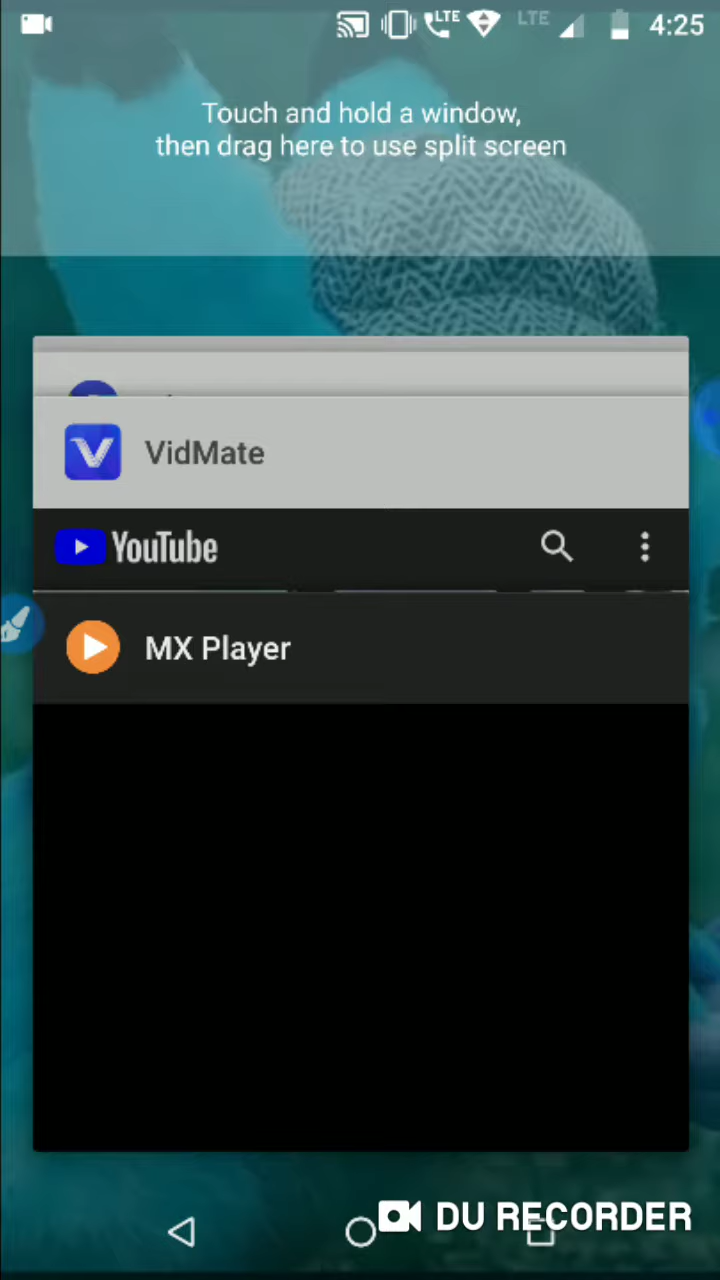 LTE LTE 4:25
Touch and hold a window,
then drag here to use split screen
VidMate
YouTube
MX Player
DU RECORDER